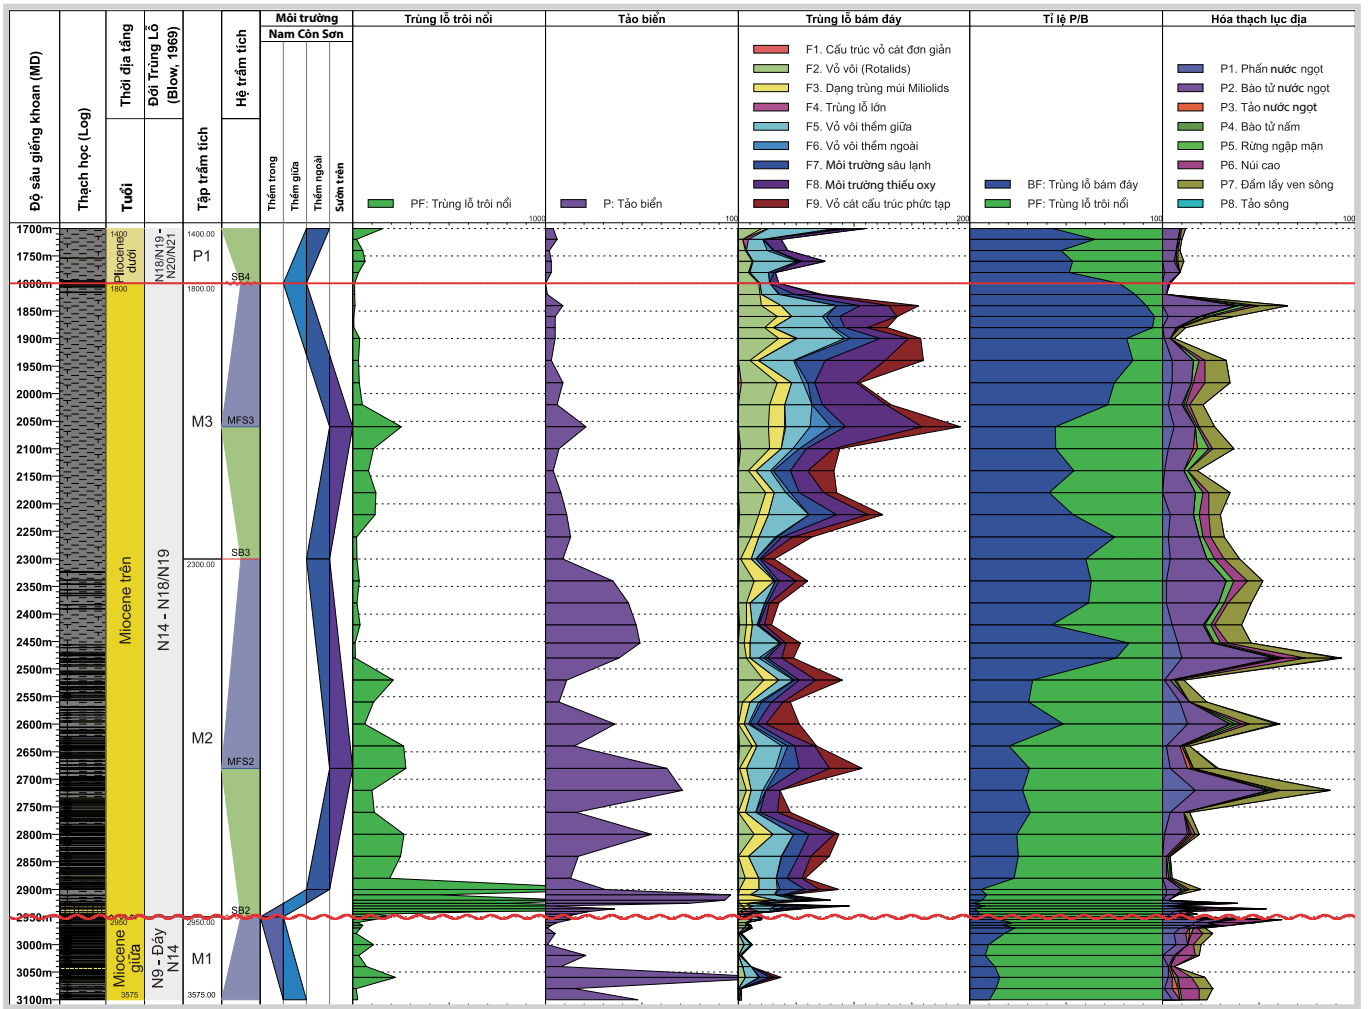 Độ sâu giếng khoan (MD)
Thạch học (Log)
Thời địa tầng
Tuổi
Đới Trùng Lỗ
(Blow, 1969)
Tập trầm tích
Hệ trầm tích
Môi trường
Nam Côn Sơn
Thềm trong
Thềm giữa
Thềm ngoài
Sườn trên
Trùng lỗ trôi nổi
PF: Trùng lỗ trôi nổi
1000
Tảo biển
P: Tảo biển
100
Trùng lỗ bám đáy
F1. Cấu trúc vỏ cát đơn giản
F2. Vỏ vôi (Rotalids)
F3. Dạng trùng múi Miliolids
F4. Trùng lỗ lớn
F5. Vỏ vôi thềm giữa
F6. Vỏ vôi thềm ngoài
F7. Môi trường sâu lạnh
F8. Môi trường thiếu oxy
F9. Vỏ cát cấu trúc phức tạp
200
Tỉ lệ P/B
BF: Trùng lỗ bám đáy
PF: Trùng lỗ trôi nổi
100
Hóa thạch lục địa
P1. Phấn nước ngọt
P2. Bào tử nước ngọt
P3. Tảo nước ngọt
P4. Bào tử nấm
P5. Rừng ngập mặn
P6. Núi cao
P7. Đầm lầy ven sông
P8. Tảo sông
100
1700m
1750m
1800m
1850m
1900m
1950m
2000m
2050m
2100m
2150m
2200m
2250m
2300m
2350m
2400m
2450m
2500m
2550m
2600m
2650m
2700m
2750m
2800m
2850m
2900m
2950m
3000m
3050m
3100m
1400
Pliocene
dưới
1800
Miocene trên
2950
Miocene
giữa
3575
N18/N19 -
N20/N21
N14 - N18/N19
N9 - Đáy
N14
1400.00
P1
1800.00
M3
2300.00
M2
2950.00
M1
3575.00
SB4
MFS3
SB3
MFS2
SB2